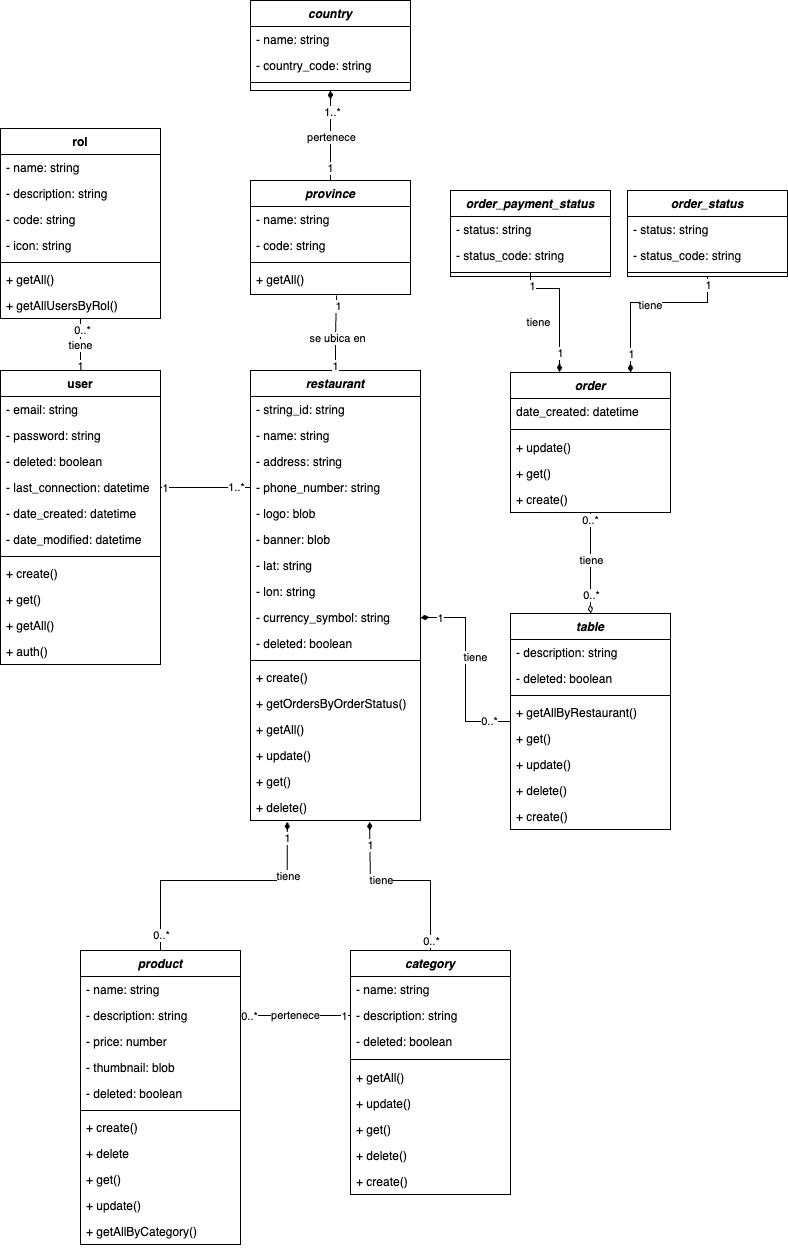 country
- name: string
- country_code: string
1..*
pertenece
1
rol
- name: string
- description: string
- code: string
- icon: string
+ getAll()
+ getAllUsersByRol()
0..*
tiene
1
province
- name: string
- code: string
+ getAll()
1
se ubica en
1
order_payment_status
- status: string
- status_code: string
1
tiene
1
order_status
- status: string
- status_code: string
1
tiene
1
user
- email: string
- password: string
- deleted: boolean
- last_connection: datetime
- date_created: datetime
- date_modified: datetime
+ create()
+ get()
+ getAll()
+ auth()
1
1..*
restaurant
- string_id: string
- name: string
- address: string
- phone_number: string
- logo: blob
- banner: blob
- lat: string
- lon: string
- currency_symbol: string
- deleted: boolean
+ create()
+ getOrdersByOrderStatus()
+ getAll()
+ update()
+ get()
+ delete()
order
date_created: datetime
+ update()
+ get()
+ create()
0..*
tiene
0..*
1
tiene
0..*
table
- description: string
- deleted: boolean
+ getAllByRestaurant()
+ get()
+ update()
+ delete()
+ create()
1
tiene
0..*
1
tiene
0..*
product
- name: string
- description: string
- price: number
- thumbnail: blob
- deleted: boolean
+ create()
+ delete
+ get()
+ update()
+ getAllByCategory()
0..*
pertenece
1
category
- name: string
- description: string
- deleted: boolean
+ getAll()
+ update()
+ get()
+ delete()
+ create()